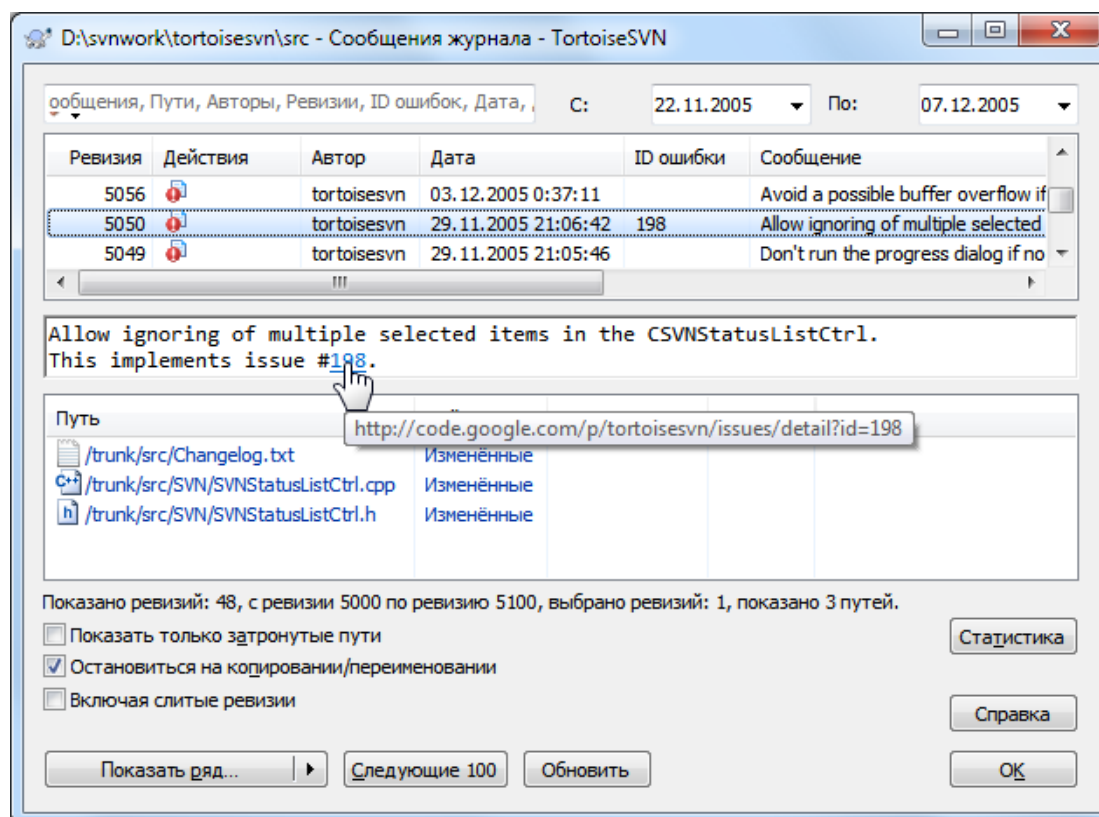 D:\svnwork\tortoisesvn\src - Сообщения журнала - TortoiseSVN
ообщения, Пути, Авторы, Ревизии, ID ошибок, Дата, С: 22.11.2005 По: 07.12.2005
Ревизия Действия Автор Дата ID ошибки Сообщение
5056 tortoisesvn 03.12.2005 0:37:11 Avoid a possible buffer overflow if
5050 tortoisesvn 29.11.2005 21:06:42 198 Allow ignoring of multiple selected
5049 tortoisesvn 29.11.2005 21:05:46 Don't run the progress dialog if no
Allow ignoring of multiple selected items in the CSVNStatusListCtrl.
This implements issue #198.
Путь
http://code.google.com/p/tortoisesvn/issues/detail?id=198
/trunk/src/Changelog.txt Изменённые
/trunk/src/SVN/SVNStatusListCtrl.cpp Изменённые
/trunk/src/SVN/SVNStatusListCtrl.h Изменённые
Показано ревизий: 48, с ревизии 5000 по ревизию 5100, выбрано ревизий: 1, показано 3 путей.
Показать только затронутые пути
Статистика
Остановиться на копировании/переименовании
Включая слитые ревизии
Справка
Показать ряд... Следующие 100 Обновить OK